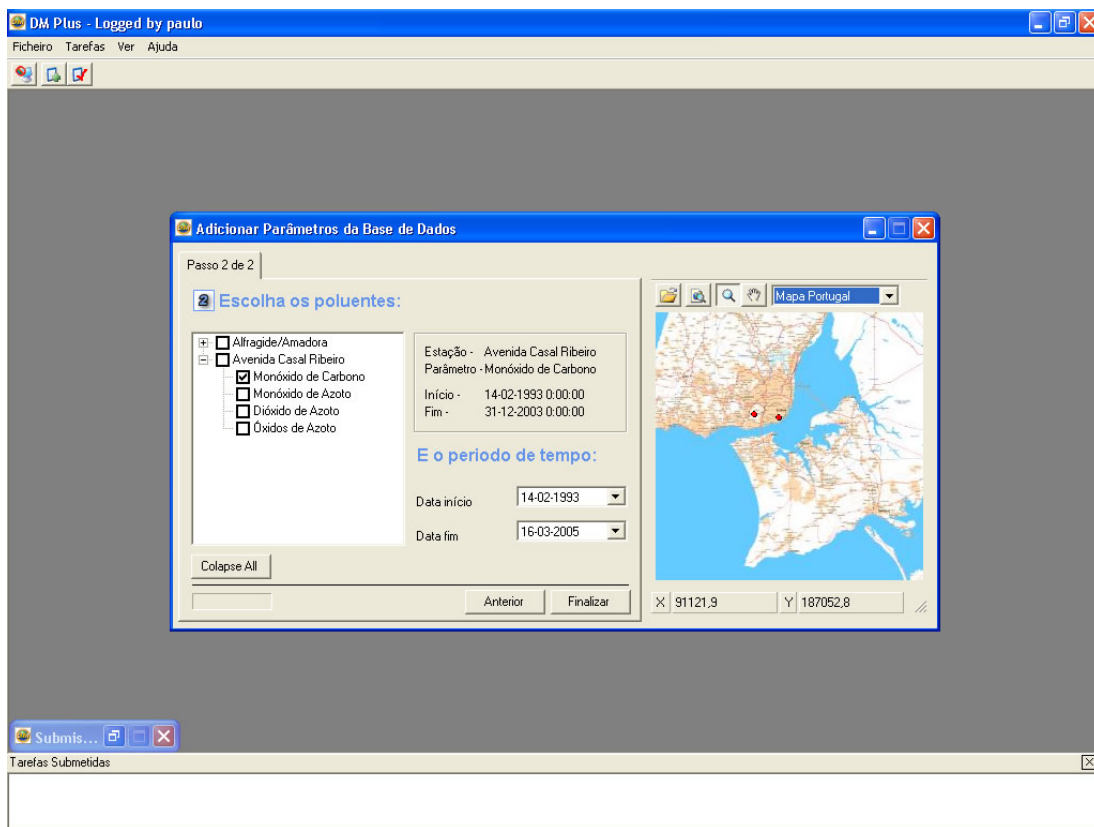 DM Plus - Logged by paulo
Ficheiro Tarefas Ver Ajuda
Adicionar Parâmetros da Base de Dados
Passo 2 de 2
2 Escolha os poluentes:
Alfragide/Amadora
Avenida Casal Ribeiro
Monóxido de Carbono
Monóxido de Azoto
Dióxido de Azoto
Óxidos de Azoto
Colapse All
Estação - Avenida Casal Ribeiro
Parâmetro - Monóxido de Carbono
Início - 14-02-1993 0:00:00
Fim - 31-12-2003 0:00:00
E o periodo de tempo:
Data início 14-02-1993
Data fim 16-03-2005
Anterior Finalizar
Mapa Portugal
X 91121,9 Y 187052,8
Submis...
Tarefas Submetidas